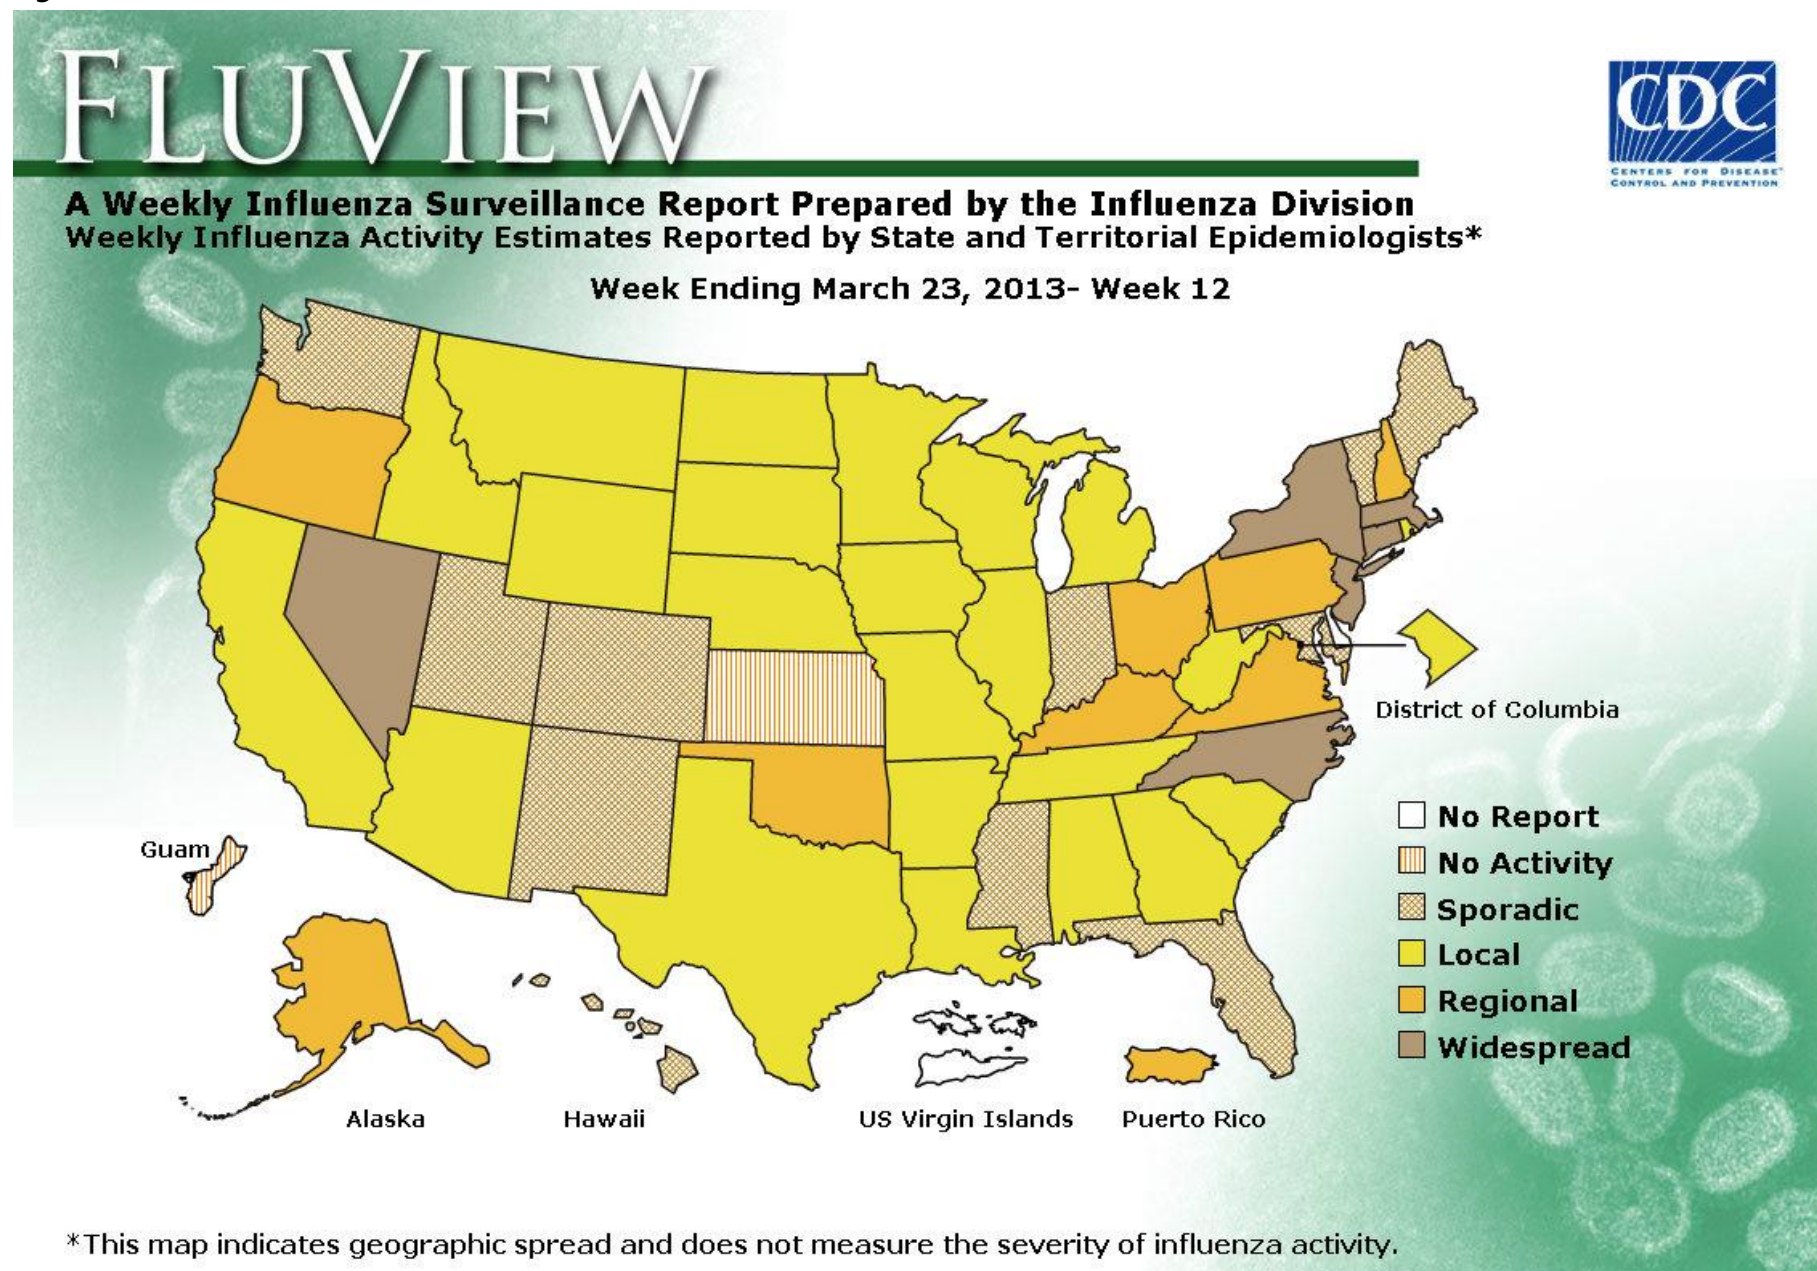 FLUVIEW
CDC
CENTERS FOR DISEASE
CONTROL AND PREVENTION
A Weekly Influenza Surveillance Report Prepared by the Influenza Division
Weekly Influenza Activity Estimates Reported by State and Territorial Epidemiologists*
Week Ending March 23, 2013- Week 12
District of Columbia
No Report
No Activity
Sporadic
Local
Regional
Widespread
Guam
Alaska
Hawaii
US Virgin Islands
Puerto Rico
*This map indicates geographic spread and does not measure the severity of influenza activity.